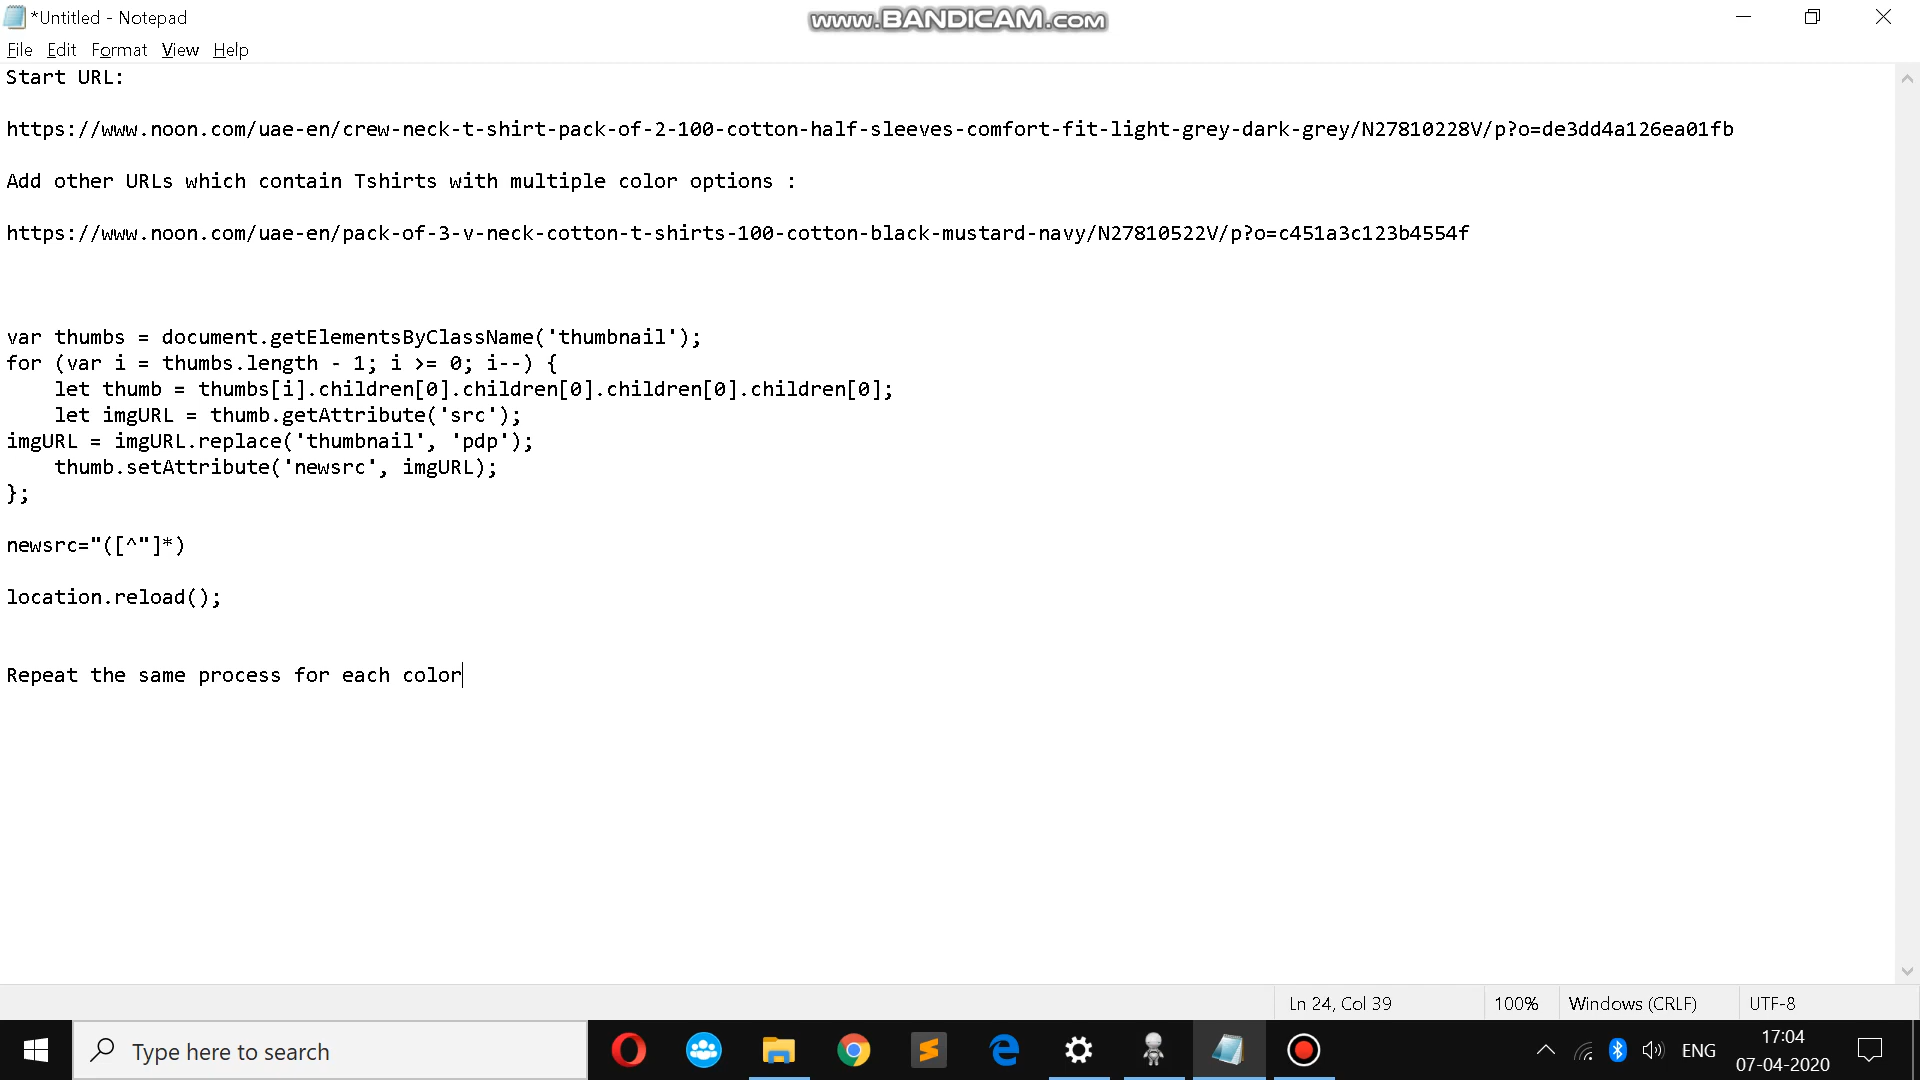 *Untitled - Notepad
www.BANDICAM.com
File Edit Format View Help
Start URL:
https://www.noon.com/uae-en/crew-neck-t-shirt-pack-of-2-100-cotton-half-sleeves-comfort-fit-light-grey-dark-grey/N27810228V/p?o=de3dd4a126ea01fb
Add other URLs which contain Tshirts with multiple color options :
https://www.noon.com/uae-en/pack-of-3-v-neck-cotton-t-shirts-100-cotton-black-mustard-navy/N27810522V/p?o=c451a3c123b4554f
var thumbs = document.getElementsByClassName('thumbnail');
for (var i = thumbs.length - 1; i >= 0; i--) {
    let thumb = thumbs[i].children[0].children[0].children[0].children[0];
    let imgURL = thumb.getAttribute('src');
imgURL = imgURL.replace('thumbnail', 'pdp');
    thumb.setAttribute('newsrc', imgURL);
};
newsrc="([^"]*)
location.reload();
Repeat the same process for each color
Ln 24, Col 39
100%
Windows (CRLF)
UTF-8
Type here to search
ENG
17:04
07-04-2020